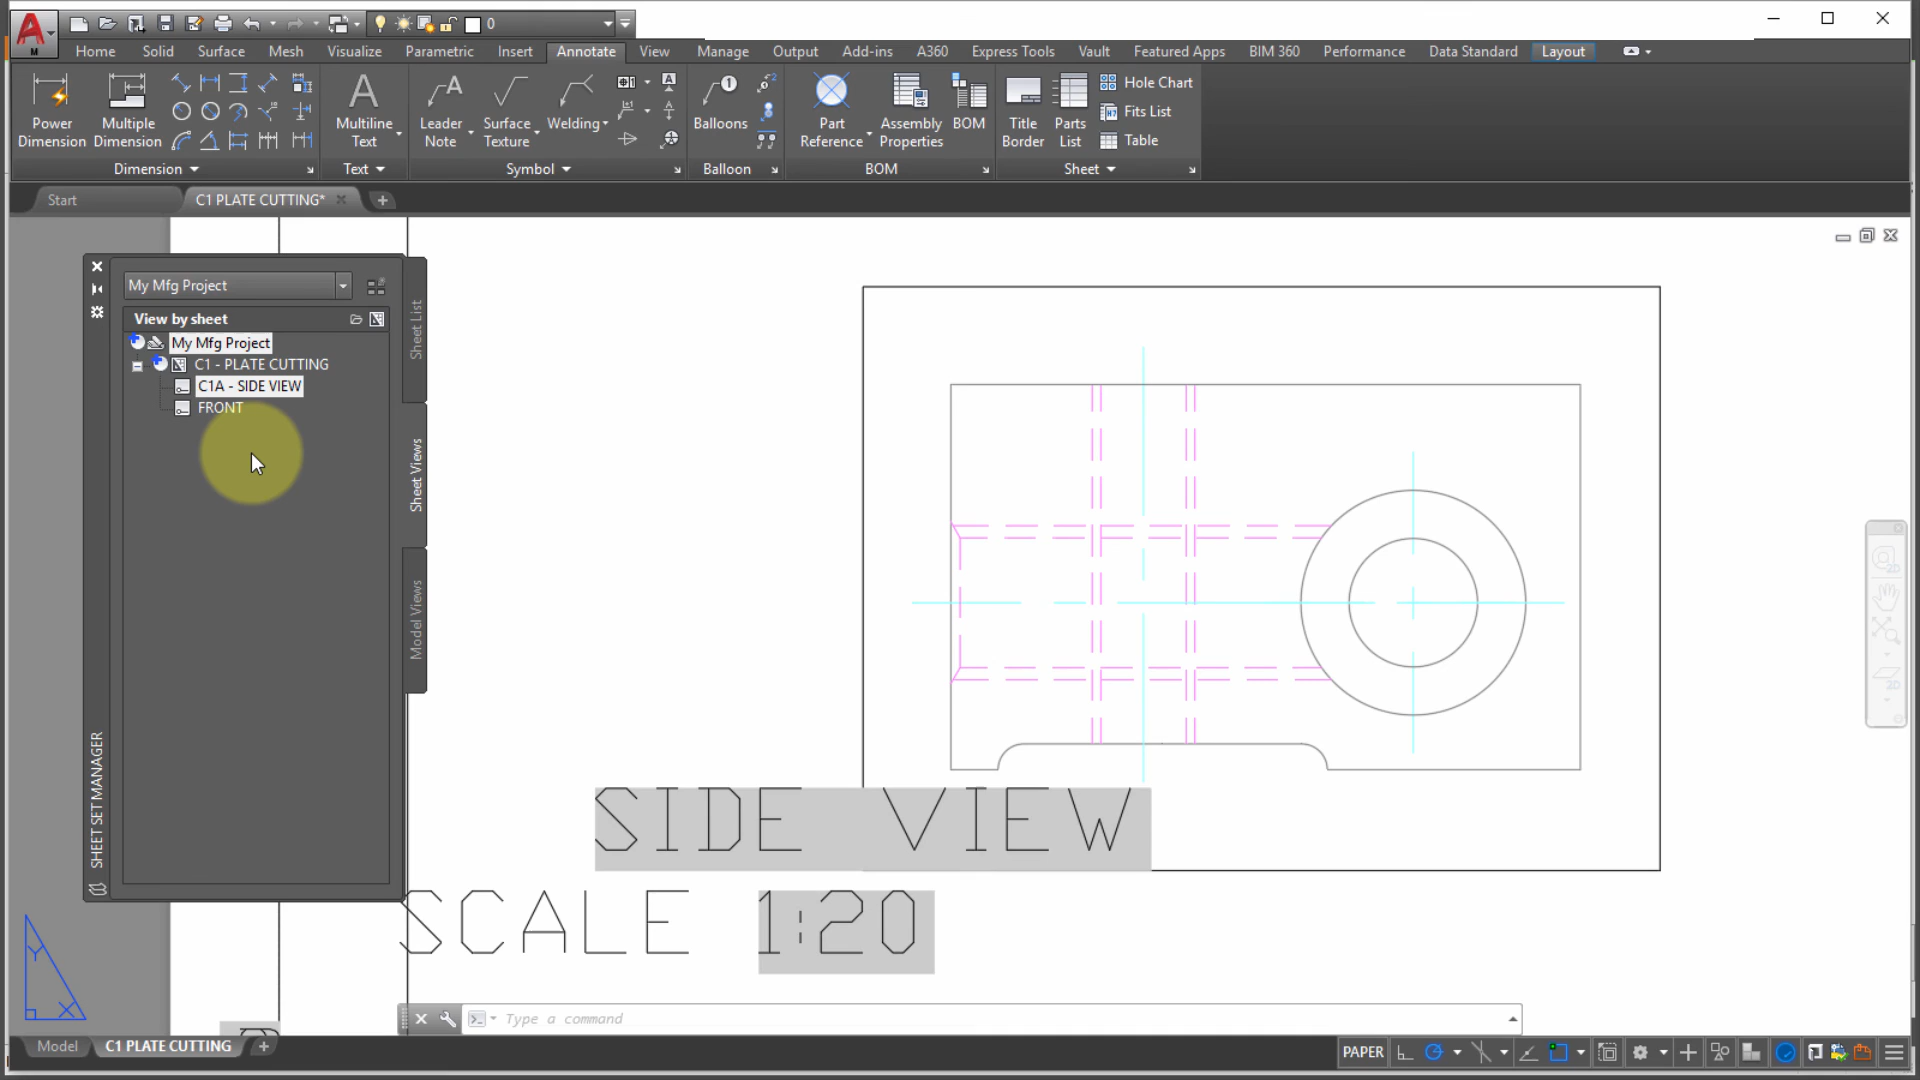 0
Home Solid Surface Mesh Visualize Parametric Insert Annotate View Manage Output Add-ins A360 Express Tools Vault Featured Apps BIM 360 Performance Data Standard Layout
M
Power Dimension
Multiple Dimension
Dimension
A
Multiline Text
Text
Leader Note
Surface Texture
Welding
Symbol
Balloons
Balloon
Part Reference
Assembly Properties
BOM
BOM
Title Border
Parts List
Hole Chart
Fits List
Table
Sheet
Start
C1 PLATE CUTTING*
My Mfg Project
View by sheet
My Mfg Project
C1 - PLATE CUTTING
C1A - SIDE VIEW
FRONT
Sheet List
Sheet Views
Model Views
SHEET SET MANAGER
SIDE VIEW
SCALE 1:20
Y
X
2D
2D
Type a command
Model
C1 PLATE CUTTING
PAPER